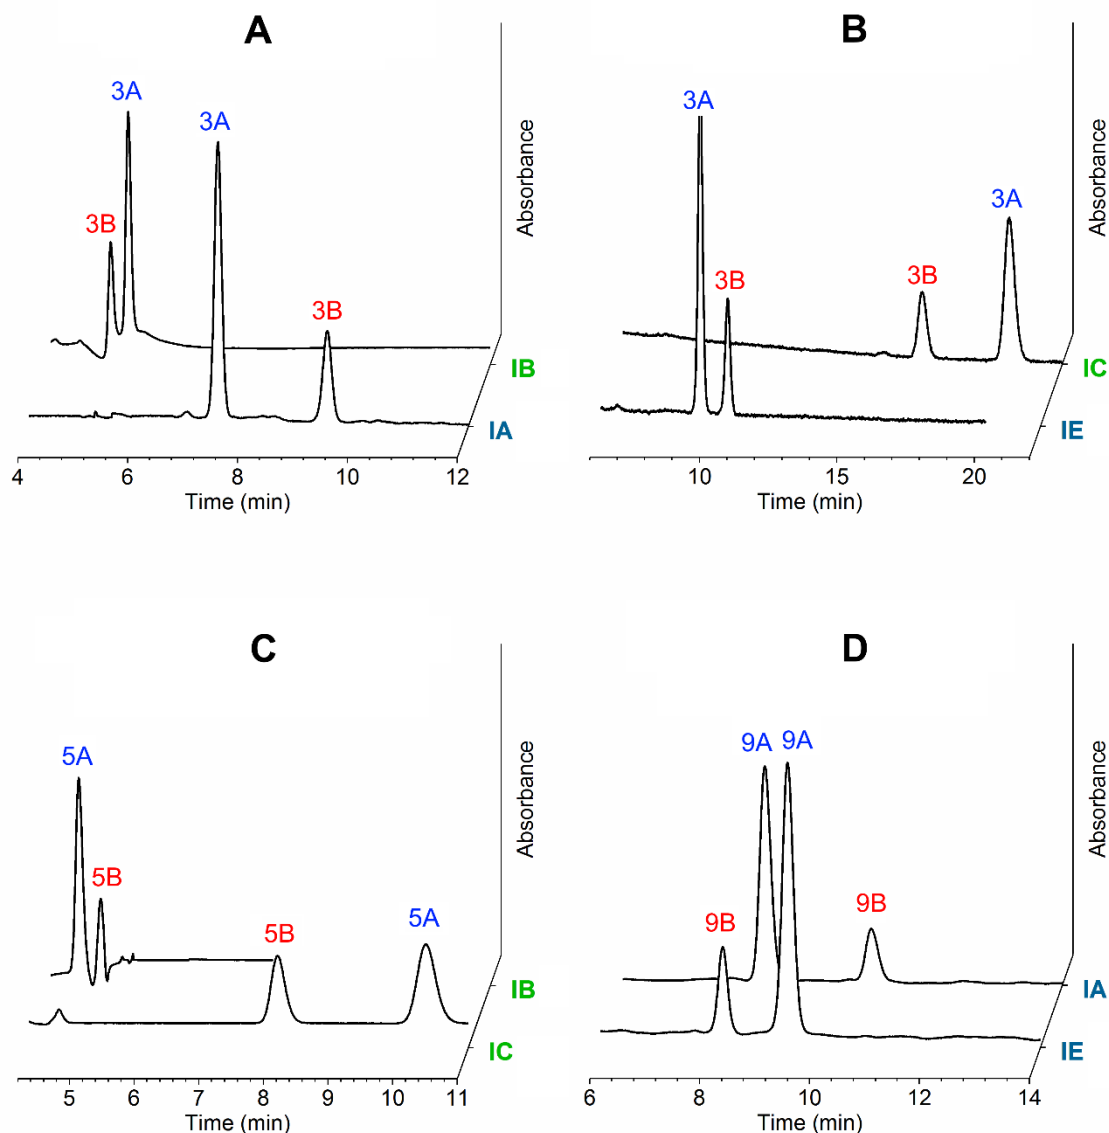 A
3A
3A
3B
3B
Absorbance
IB
IA
4 6 8 10 12
Time (min)
B
3A
3A
3B
3B
Absorbance
IC
IE
10 15 20
Time (min)
C
5A
5B
5B
5A
Absorbance
IB
IC
5 6 7 8 9 10 11
Time (min)
D
9A 9A
9B
9B
Absorbance
IA
IE
6 8 10 12 14
Time (min)